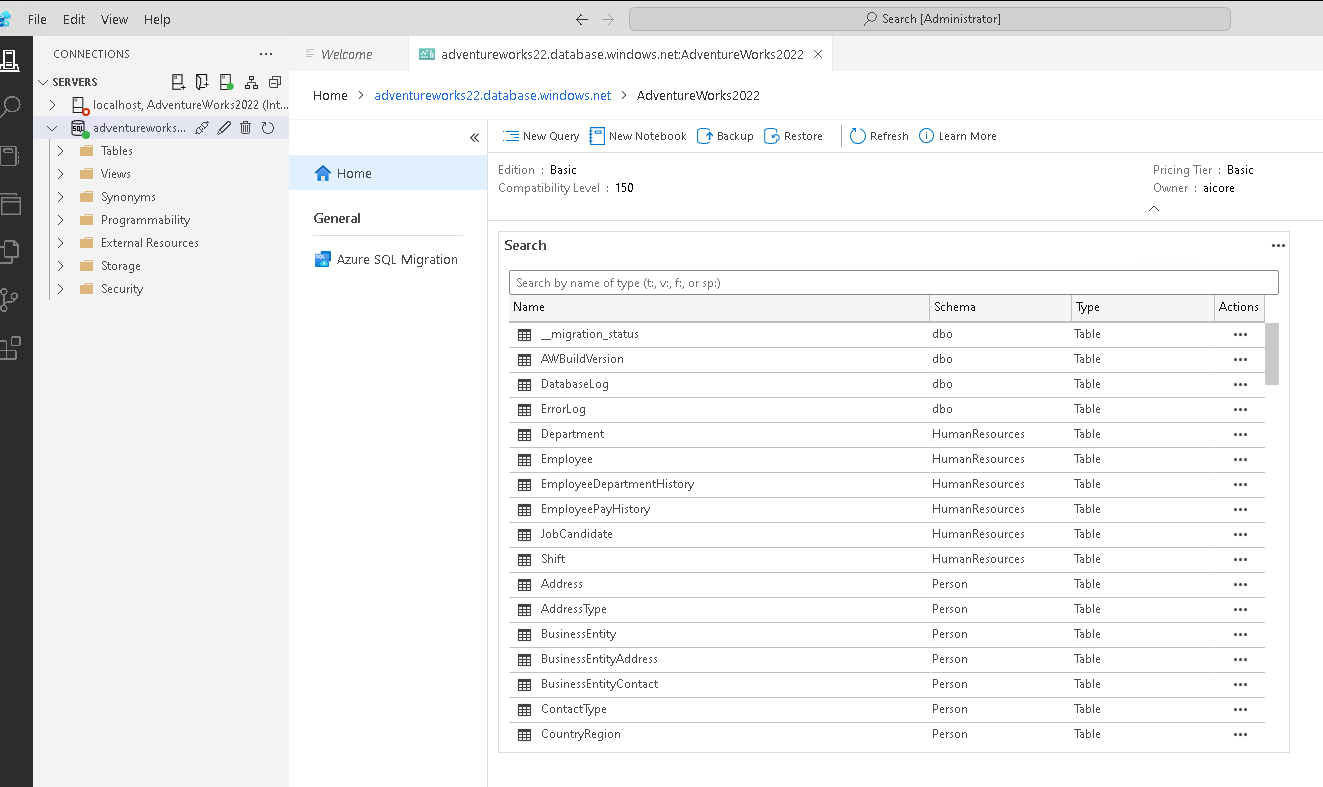 File Edit View Help
Search [Administrator]
CONNECTIONS
Welcome
adventureworks22.database.windows.net:AdventureWorks2022
SERVERS
localhost, AdventureWorks2022 (Int...
adventureworks...
Tables
Views
Synonyms
Programmability
External Resources
Storage
Security
Home > adventureworks22.database.windows.net > AdventureWorks2022
Home
General
Azure SQL Migration
New Query New Notebook Backup Restore Refresh Learn More
Edition : Basic
Compatibility Level : 150
Pricing Tier : Basic
Owner : aicore
Search
Search by name of type (t:, v:, f:, or sp:)
Name Schema Type Actions
__migration_status dbo Table
AWBuildVersion dbo Table
DatabaseLog dbo Table
ErrorLog dbo Table
Department HumanResources Table
Employee HumanResources Table
EmployeeDepartmentHistory HumanResources Table
EmployeePayHistory HumanResources Table
JobCandidate HumanResources Table
Shift HumanResources Table
Address Person Table
AddressType Person Table
BusinessEntity Person Table
BusinessEntityAddress Person Table
BusinessEntityContact Person Table
ContactType Person Table
CountryRegion Person Table